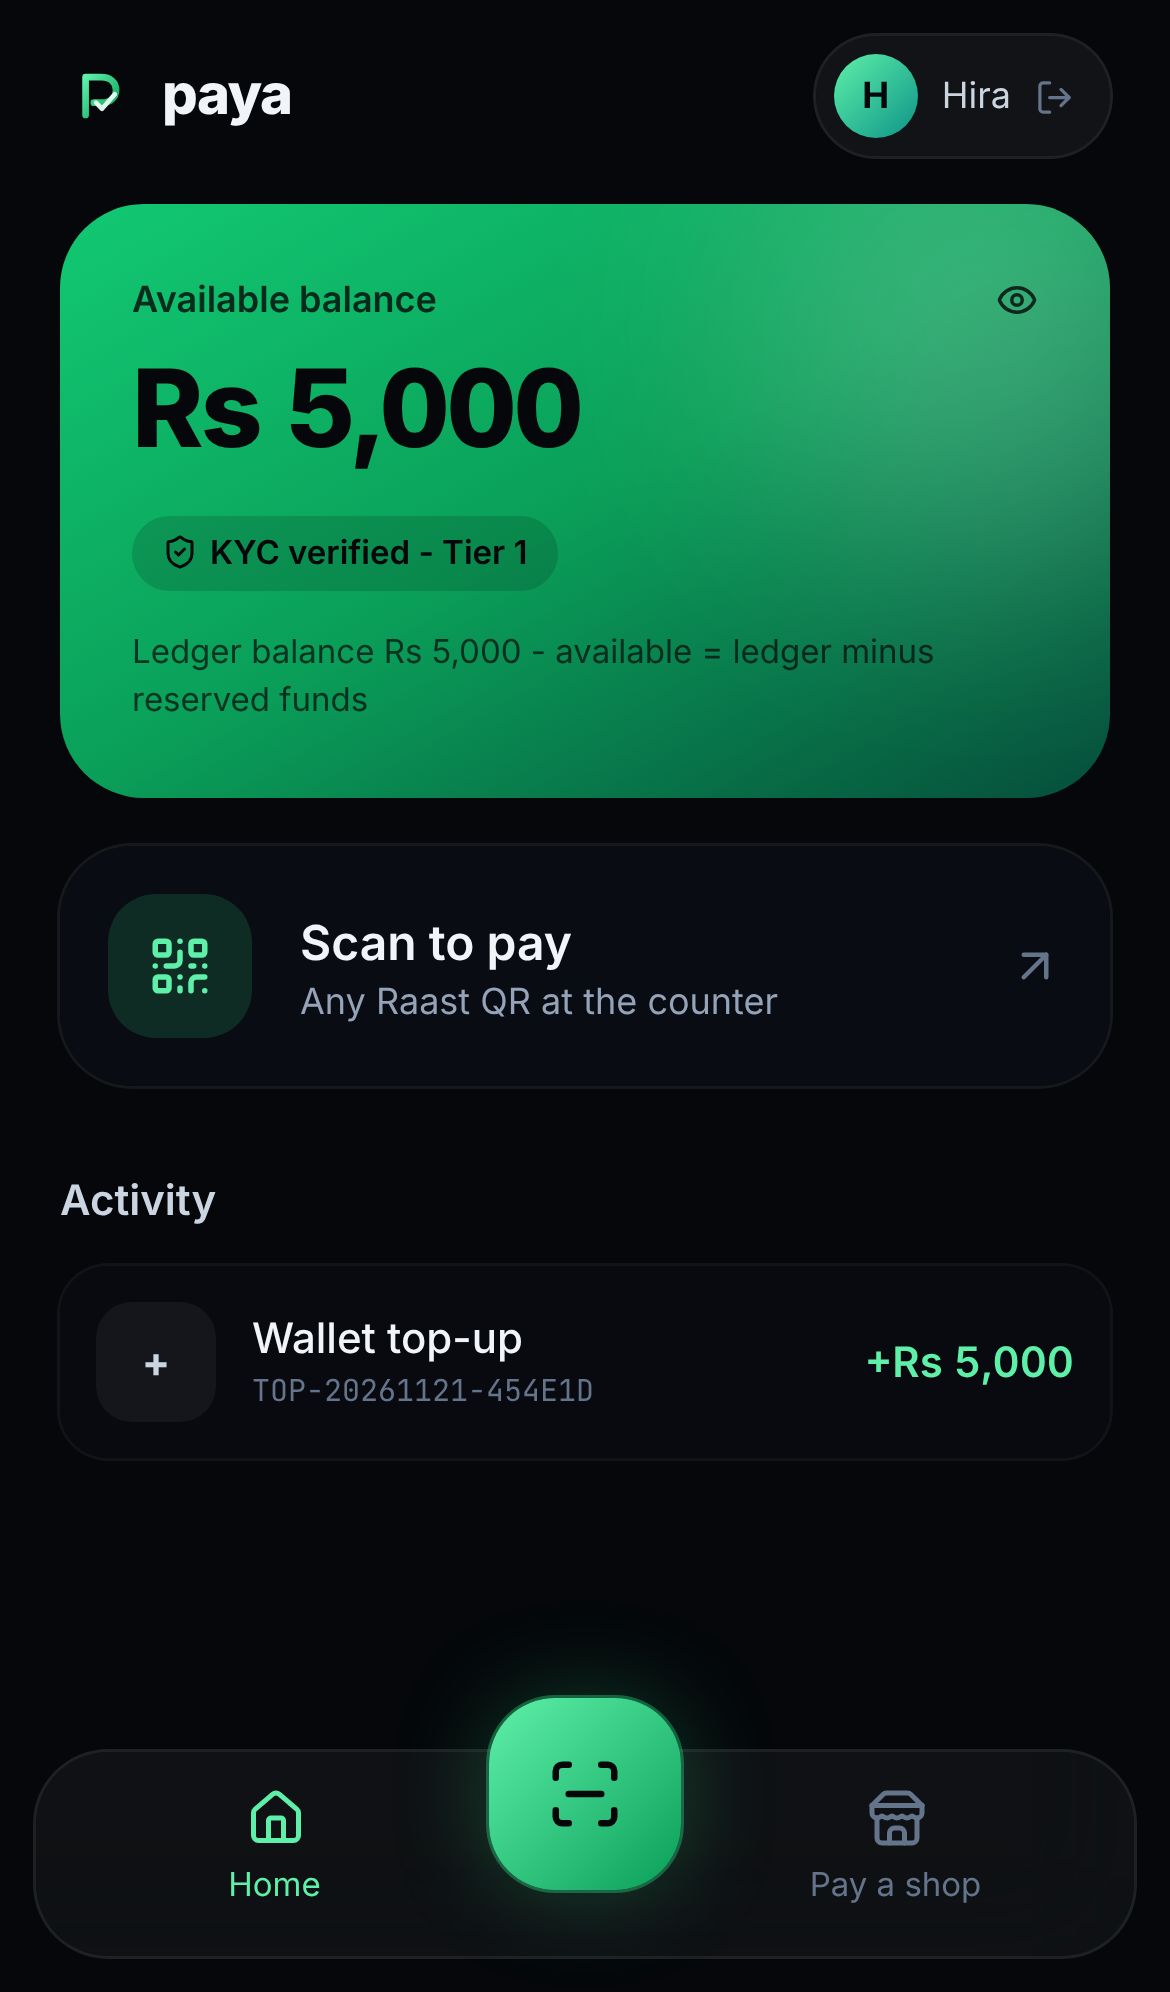 paya
H
Hira
Available balance
Rs 5,000
KYC verified - Tier 1
Ledger balance Rs 5,000 - available = ledger minus
reserved funds
Scan to pay
Any Raast QR at the counter
Activity
+
Wallet top-up
TOP-20261121-454E1D
+Rs 5,000
Home
Pay a shop